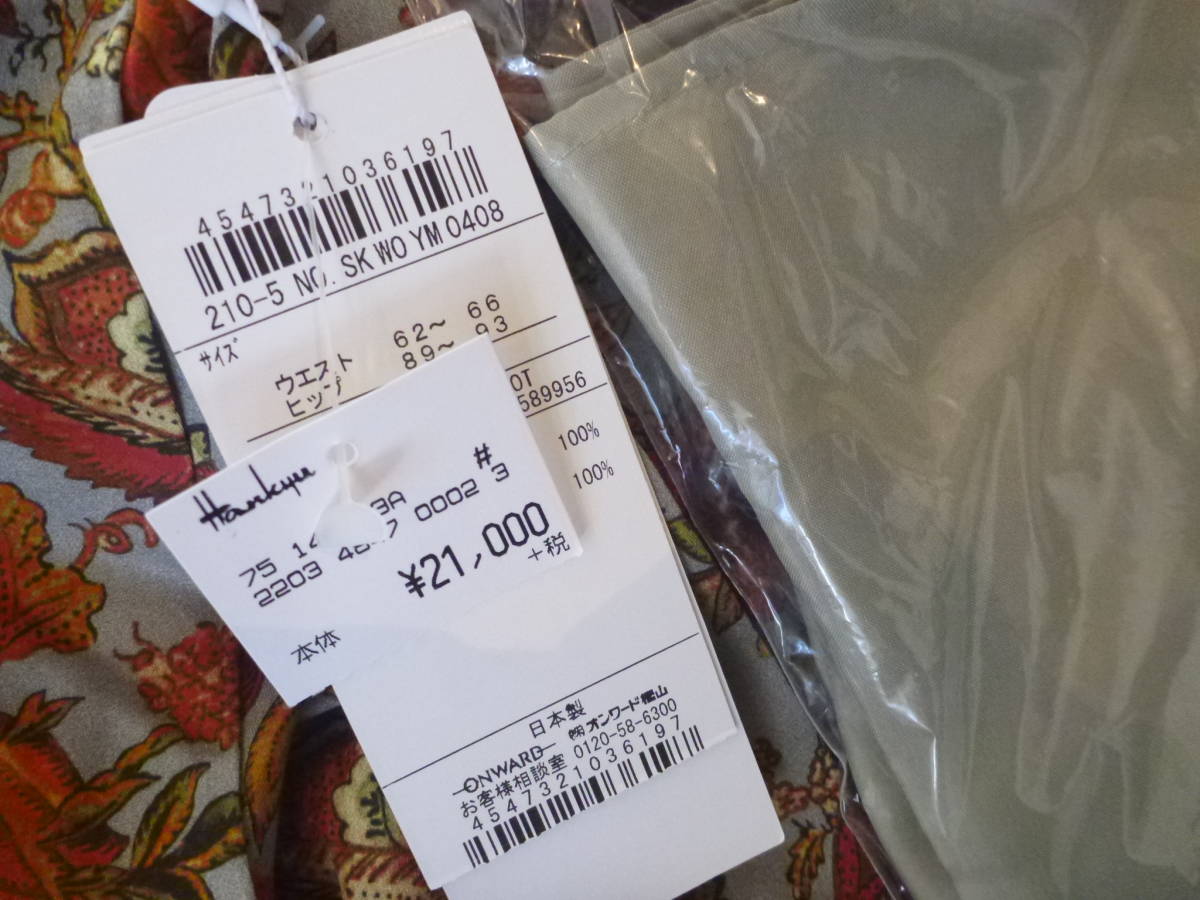 4547321036197
210-5 NO. SK WO YM 0408
サイズ
ウエスト 62~ 66
ヒップ 89~ 93
OT
589956
100%
100%
Hankyu
#
75 3A
2203 0002 3
¥21,000
+税
本体
日本製
ONWARD ㈱オンワード樫山
お客様相談室 0120-58-6300
4547321036197